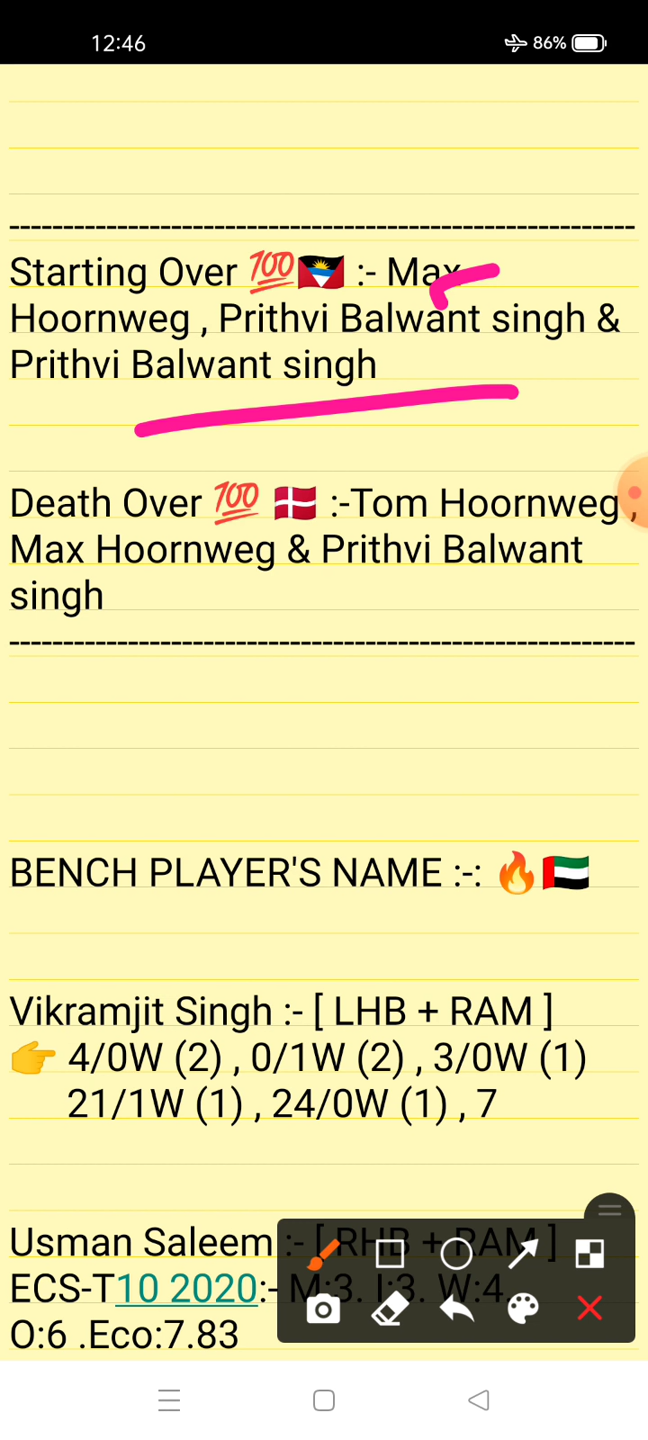 12:46 86%
-----------------------------------------------------------
Starting Over 💯🇦🇬 :- Max
Hoornweg , Prithvi Balwant singh &
Prithvi Balwant singh
Death Over 💯 🇩🇰 :-Tom Hoornweg ,
Max Hoornweg & Prithvi Balwant
singh
-----------------------------------------------------------
BENCH PLAYER'S NAME :-: 🔥🇦🇪
Vikramjit Singh :- [ LHB + RAM ]
👉 4/0W (2) , 0/1W (2) , 3/0W (1)
21/1W (1) , 24/0W (1) , 7
Usman Saleem :- [ RHB + RAM ]
ECS-T10 2020:- M:3. I:3. W:4.
O:6 .Eco:7.83